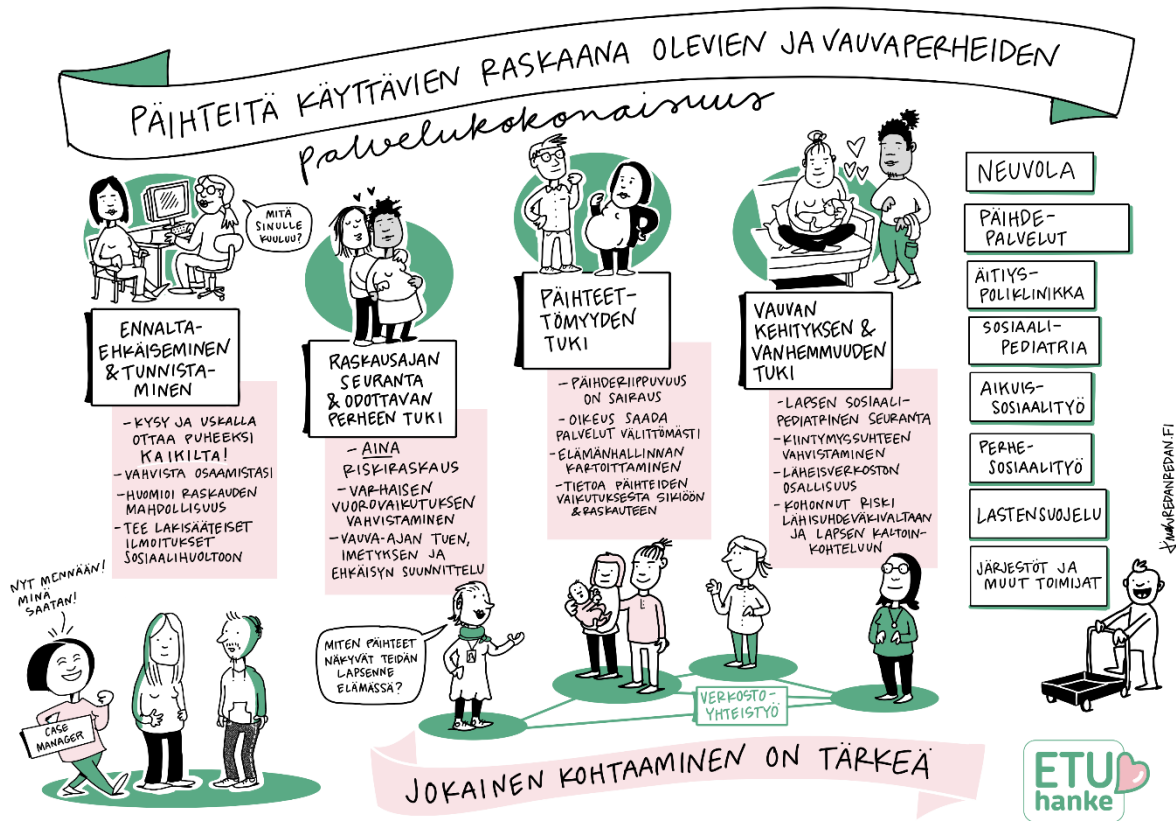 PÄIHTEITÄ KÄYTTÄVIEN RASKAANA OLEVIEN JA VAUVAPERHEIDEN
palvelukokonaisuus
MITÄ
SINULLE
KUULUU?
ENNALTA-
EHKÄISEMINEN
& TUNNISTA-
MINEN
- KYSY JA USKALLA
OTTAA PUHEEKSI
KAIKILTA!
- VAHVISTA OSAAMISTASI
- HUOMIOI RASKAUDEN
MAHDOLLISUUS
- TEE LAKISÄÄTEISET
ILMOITUKSET
SOSIAALIHUOLTOON
RASKAUSAJAN
SEURANTA
& ODOTTAVAN
PERHEEN TUKI
- AINA
RISKIRASKAUS
- VARHAISEN
VUOROVAIKUTUKSEN
VAHVISTAMINEN
- VAUVA-AJAN TUEN,
IMETYKSEN JA
EHKÄISYN SUUNNITTELU
PÄIHTEET-
TÖMYYDEN
TUKI
- PÄIHDERIIPPUVUUS
ON SAIRAUS
- OIKEUS SAADA
PALVELUT VÄLITTÖMÄSTI
- ELÄMÄNHALLINNAN
KARTOITTAMINEN
- TIETOA PÄIHTEIDEN
VAIKUTUKSESTA SIKIÖÖN
& RASKAUTEEN
VAUVAN
KEHITYKSEN &
VANHEMMUUDEN
TUKI
- LAPSEN SOSIAALI-
PEDIATRINEN SEURANTA
- KIINTYMYSSUHTEEN
VAHVISTAMINEN
- LÄHEISVERKOSTON
OSALLISUUS
- KOHONNUT RISKI
LÄHISUHDEVÄKIVALTAAN
JA LAPSEN KALTOIN-
KOHTELUUN
NEUVOLA
PÄIHDE-
PALVELUT
ÄITIYS-
POLIKLINIKKA
SOSIAALI-
PEDIATRIA
AIKUIS-
SOSIAALITYÖ
PERHE-
SOSIAALITYÖ
LASTENSUOJELU
JÄRJESTÖT JA
MUUT TOIMIJAT
NYT MENNÄÄN!
MINÄ
SAATAN!
CASE
MANAGER
MITEN PÄIHTEET
NÄKYVÄT TEIDÄN
LAPSENNE
ELÄMÄSSÄ?
VERKOSTO-
YHTEISTYÖ
JOKAINEN KOHTAAMINEN ON TÄRKEÄ
ETU
hanke